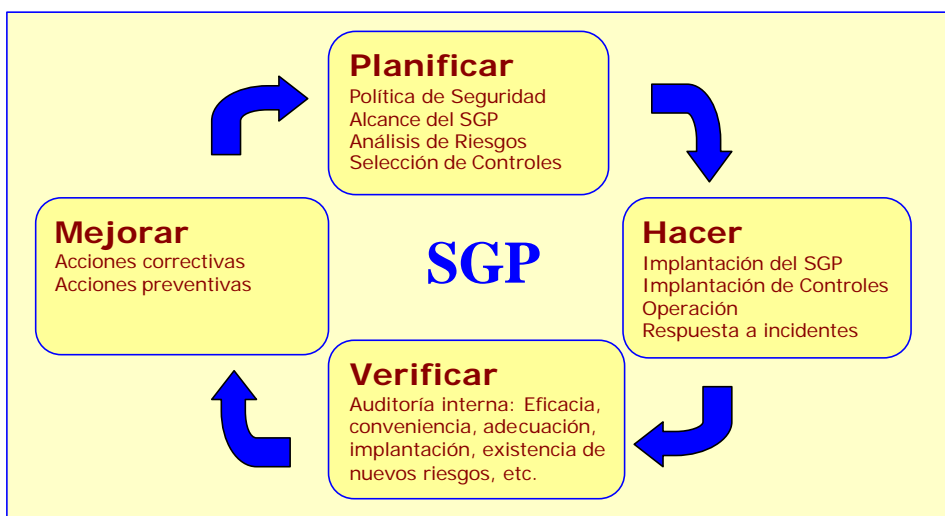 Planificar
Política de Seguridad
Alcance del SGP
Análisis de Riesgos
Selección de Controles
Mejorar
Acciones correctivas
Acciones preventivas
SGP
Hacer
Implantación del SGP
Implantación de Controles
Operación
Respuesta a incidentes
Verificar
Auditoría interna: Eficacia,
conveniencia, adecuación,
implantación, existencia de
nuevos riesgos, etc.